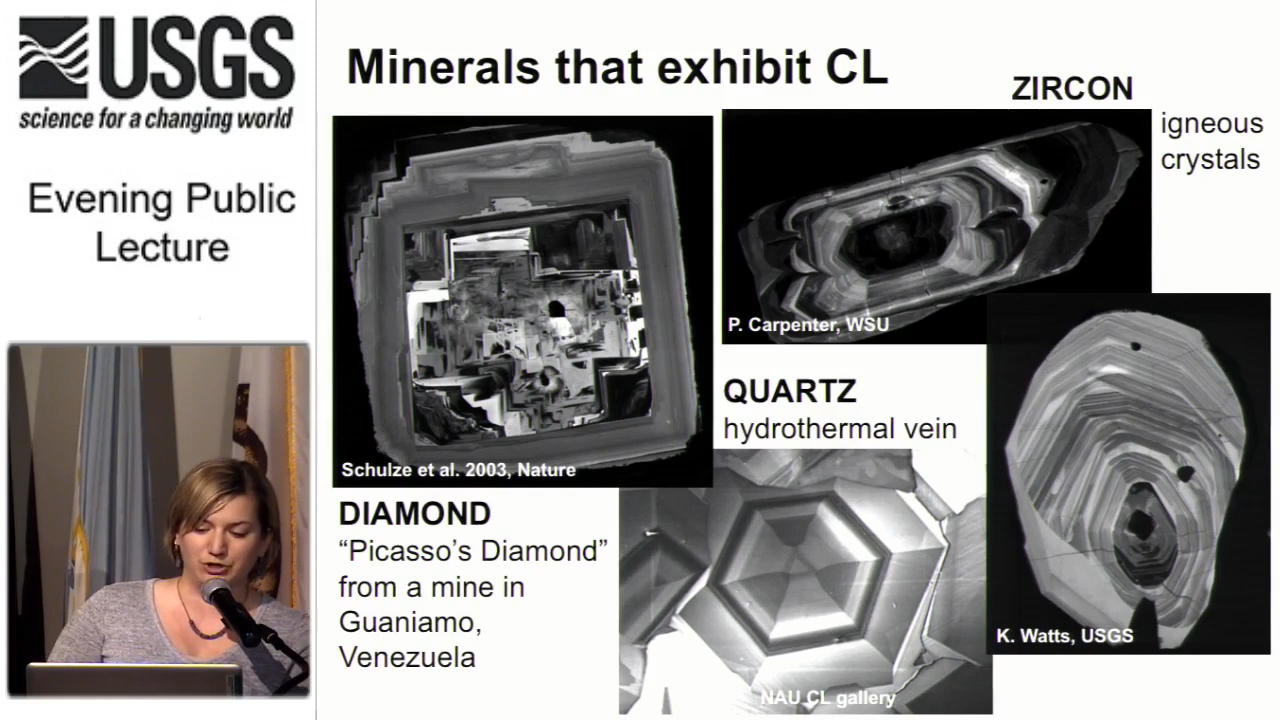 USGS
science for a changing world
Evening Public
Lecture
Minerals that exhibit CL
ZIRCON
igneous
crystals
P. Carpenter, WSU
Schulze et al. 2003, Nature
QUARTZ
hydrothermal vein
DIAMOND
“Picasso’s Diamond”
from a mine in
Guaniamo,
Venezuela
K. Watts, USGS
NAU CL gallery